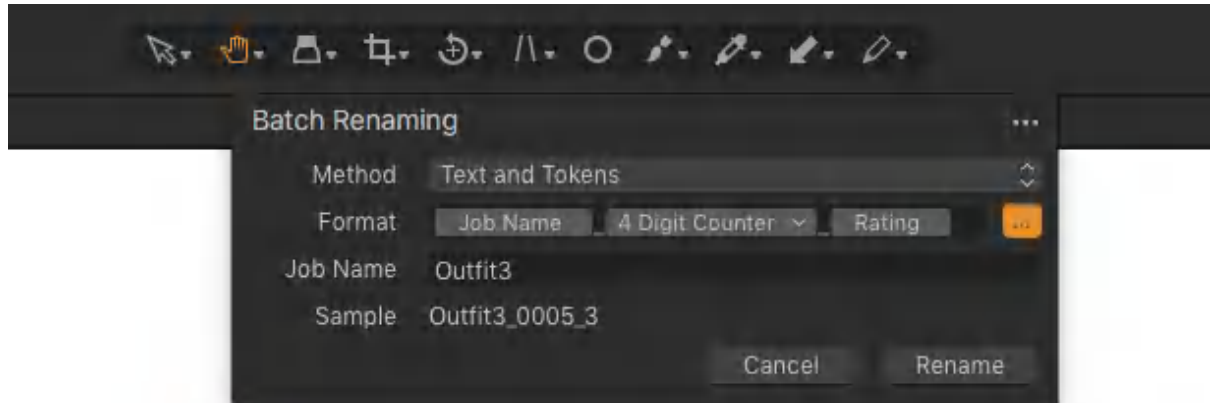 Batch Renaming ...
Method Text and Tokens
Format Job Name _ 4 Digit Counter _ Rating ...
Job Name Outfit3
Sample Outfit3_0005_3
Cancel Rename